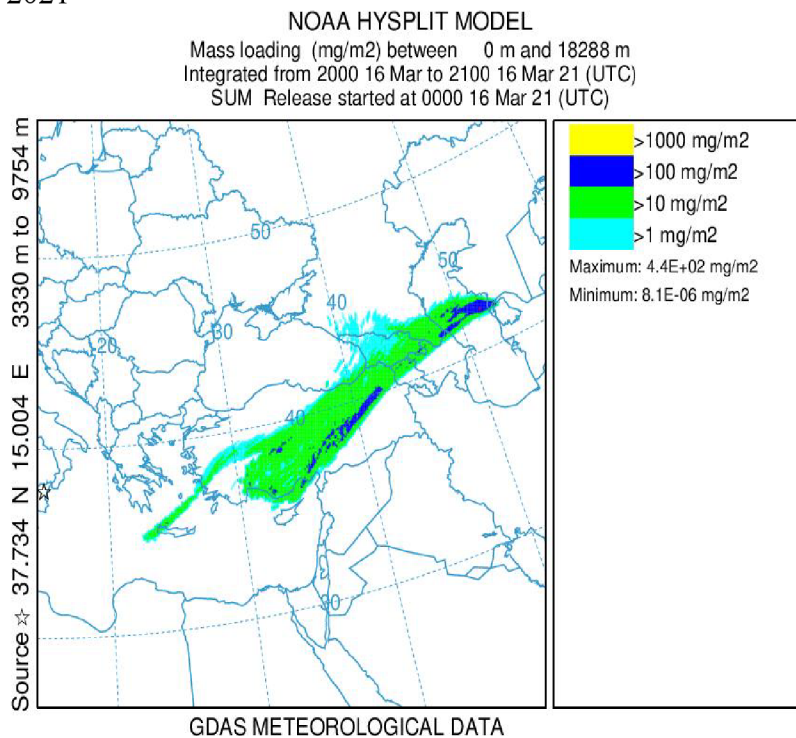 2021
NOAA HYSPLIT MODEL
Mass loading (mg/m2) between 0 m and 18288 m
Integrated from 2000 16 Mar to 2100 16 Mar 21 (UTC)
SUM Release started at 0000 16 Mar 21 (UTC)
Source ☆ 37.734 N 15.004 E 3330 m to 9754 m
>1000 mg/m2
>100 mg/m2
>10 mg/m2
>1 mg/m2
Maximum: 4.4E+02 mg/m2
Minimum: 8.1E-06 mg/m2
50
50
40
30
20
40
30
GDAS METEOROLOGICAL DATA